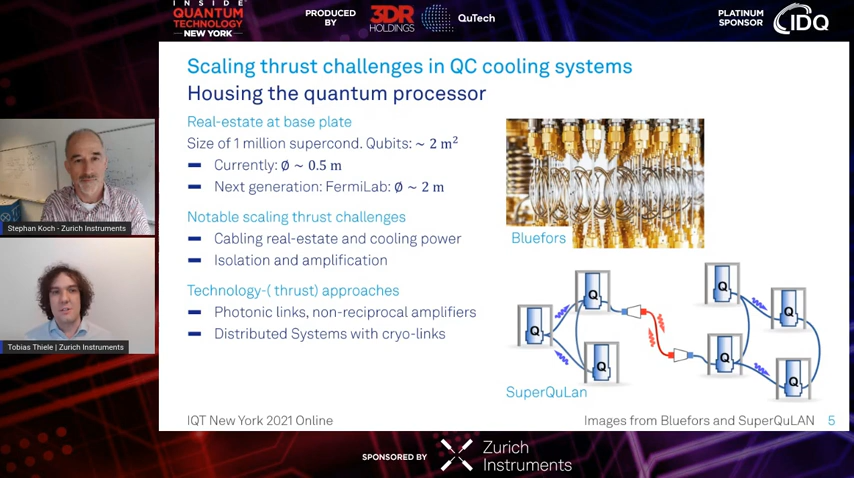 INSIDE
QUANTUM
TECHNOLOGY
NEW YORK
PRODUCED
BY
3DR
HOLDINGS
QuTech
PLATINUM
SPONSOR
IDQ
Scaling thrust challenges in QC cooling systems
Housing the quantum processor
Real-estate at base plate
Size of 1 million supercond. Qubits: ~ 2 m²
Currently: Ø ~ 0.5 m
Next generation: FermiLab: Ø ~ 2 m
Notable scaling thrust challenges
Cabling real-estate and cooling power
Isolation and amplification
Technology-( thrust) approaches
Photonic links, non-reciprocal amplifiers
Distributed Systems with cryo-links
Bluefors
Q
Q
Q
Q
Q
Q
Q
SuperQuLan
IQT New York 2021 Online
Images from Bluefors and SuperQuLAN
5
Stephan Koch - Zurich Instruments
Tobias Thiele | Zurich Instruments
SPONSORED BY
Zurich
Instruments